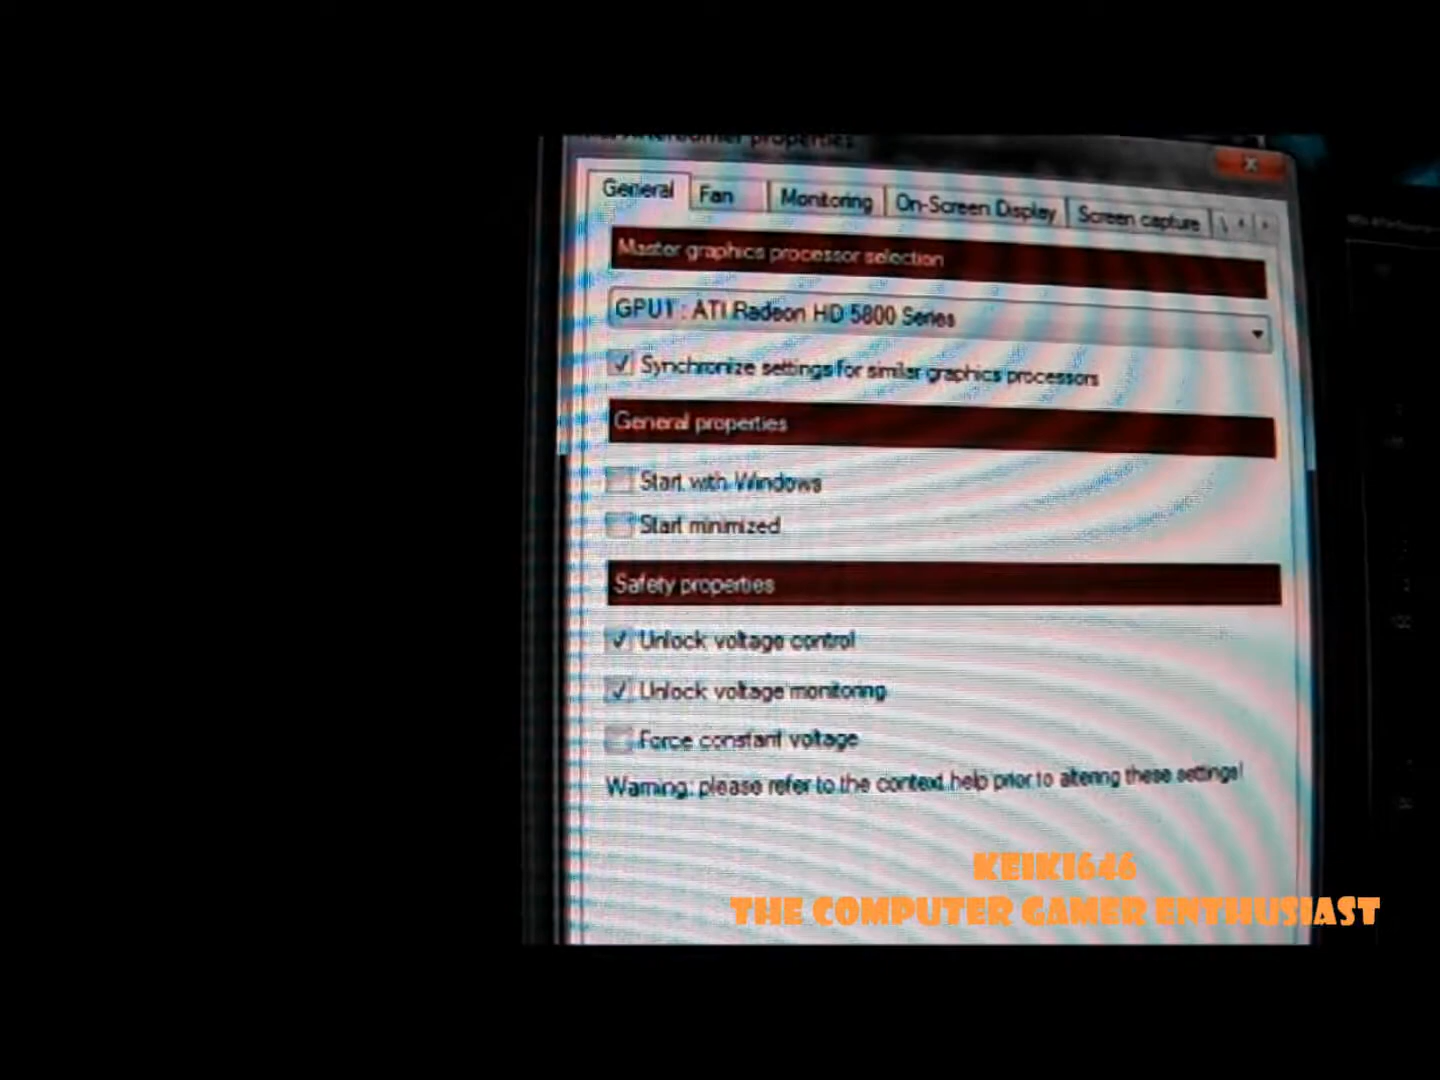 properties
General Fan Monitoring On-Screen Display Screen capture
Master graphics processor selection
GPU1 : ATI Radeon HD 5800 Series
Synchronize settings for similar graphics processors
General properties
Start with Windows
Start minimized
Safety properties
Unlock voltage control
Unlock voltage monitoring
Force constant voltage
Warning: please refer to the context help prior to altering these settings!
KEIKI646
THE COMPUTER GAMER ENTHUSIAST